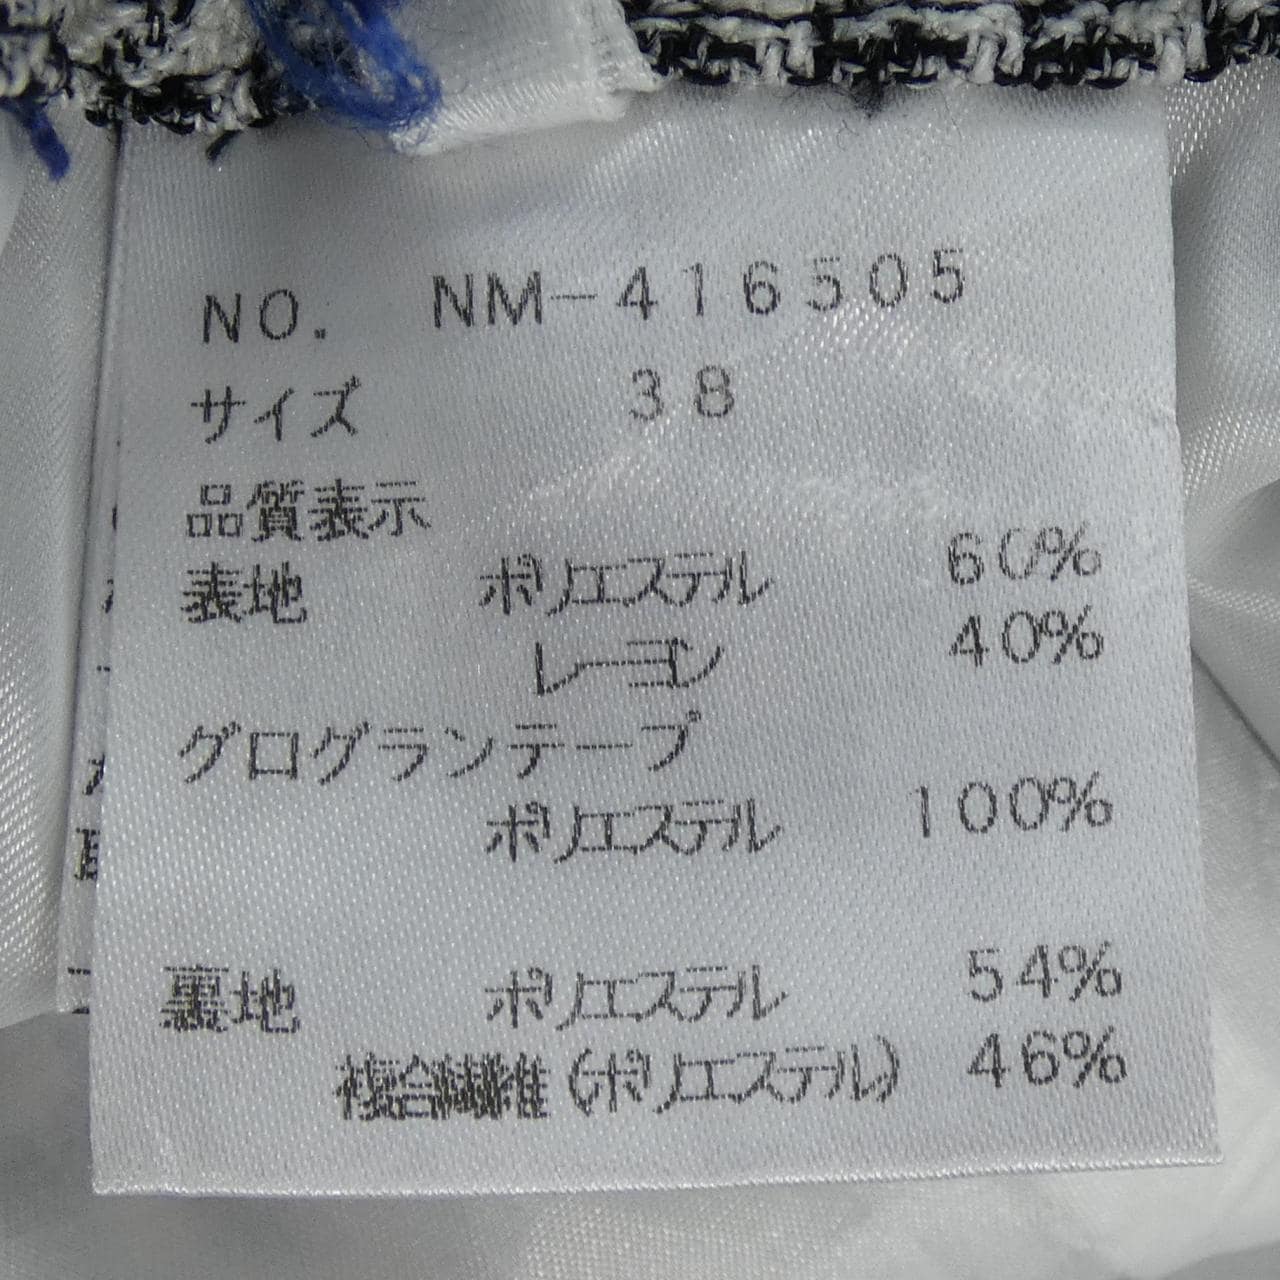 NO. NM-416505
サイズ 38
品質表示
表地 ポリエステル 60%
レーヨン 40%
グログランテープ
ポリエステル 100%
裏地 ポリエステル 54%
複合繊維(ポリエステル) 46%